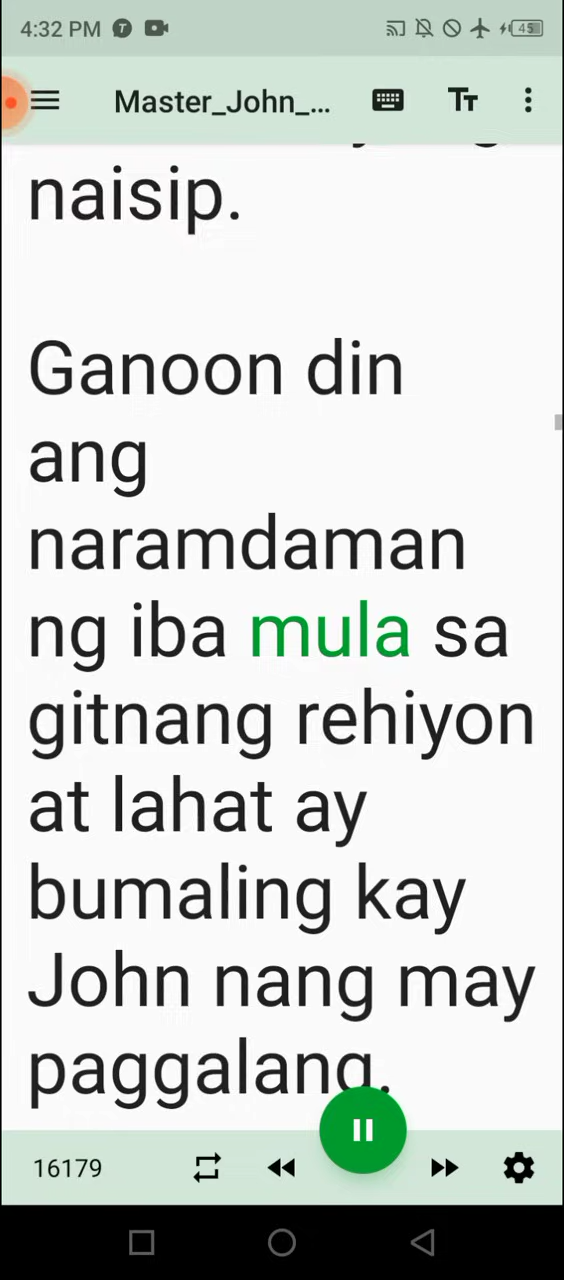 4:32 PM
45
Master_John_...
naisip.
Ganoon din
ang
naramdaman
ng iba mula sa
gitnang rehiyon
at lahat ay
bumaling kay
John nang may
paggalang.
16179